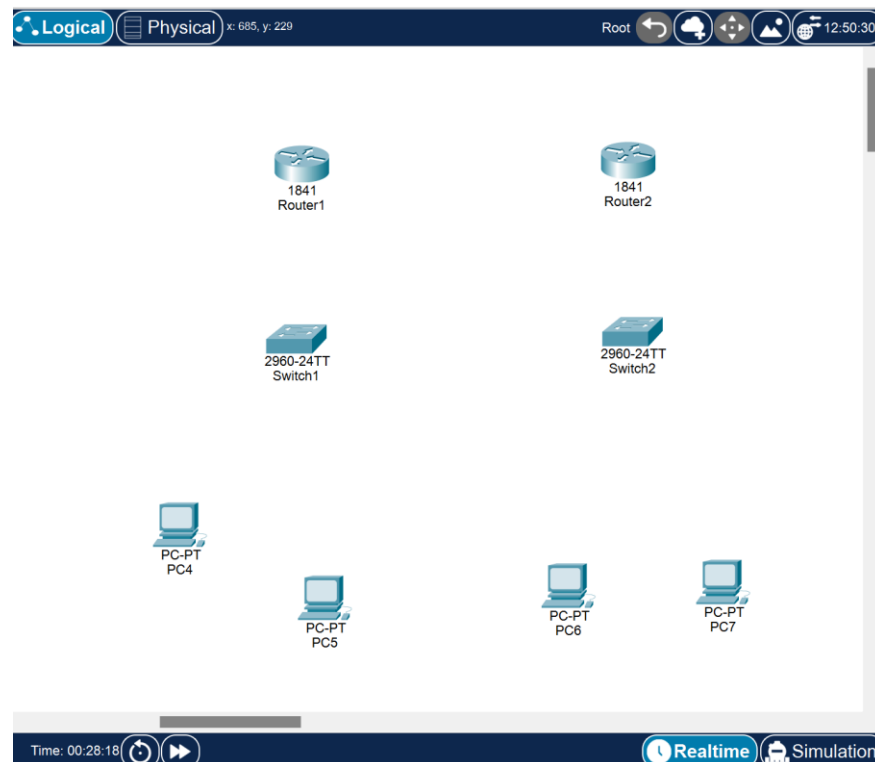 Logical Physical x: 685, y: 229 Root 12:50:30
1841
Router1
1841
Router2
2960-24TT
Switch1
2960-24TT
Switch2
PC-PT
PC4
PC-PT
PC5
PC-PT
PC6
PC-PT
PC7
Time: 00:28:18 Realtime Simulation